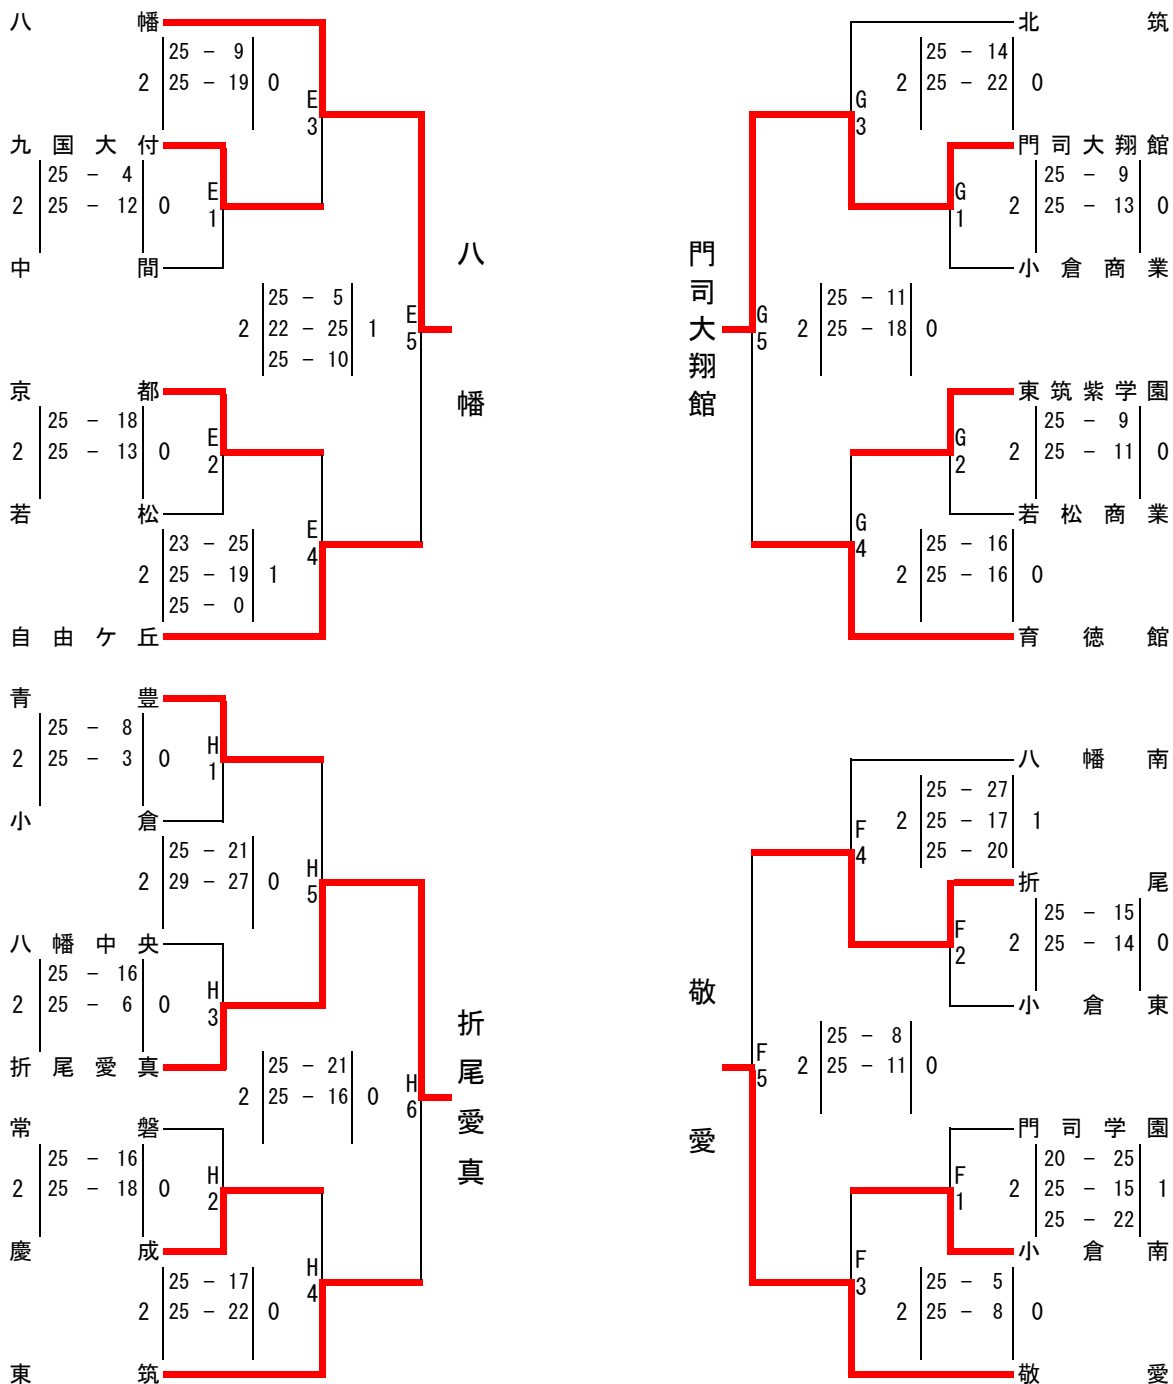 八幡
25 － 9
2 25 － 19 0
E3
九国大付
25 － 4
2 25 － 12 0
E1
中間
25 － 5
2 22 － 25 1
25 － 10
E5
八幡
京都
25 － 18
2 25 － 13 0
E2
若松
23 － 25
2 25 － 19 1
25 － 0
E4
自由ケ丘
北筑
25 － 14
2 25 － 22 0
G3
門司大翔館
25 － 9
2 25 － 13 0
G1
小倉商業
門司大翔館
25 － 11
2 25 － 18 0
G5
東筑紫学園
25 － 9
2 25 － 11 0
G2
若松商業
25 － 16
2 25 － 16 0
G4
育徳館
青豊
25 － 8
2 25 － 3 0
H1
小倉
25 － 21
2 29 － 27 0
H5
八幡中央
25 － 16
2 25 － 6 0
H3
折尾愛真
25 － 21
2 25 － 16 0
H6
折尾愛真
常磐
25 － 16
2 25 － 18 0
H2
慶成
25 － 17
2 25 － 22 0
H4
東筑
八幡南
25 － 27
2 25 － 17 1
25 － 20
F4
折尾
25 － 15
2 25 － 14 0
F2
小倉東
敬愛
25 － 8
2 25 － 11 0
F5
門司学園
20 － 25
2 25 － 15 1
25 － 22
F1
小倉南
25 － 5
2 25 － 8 0
F3
敬愛